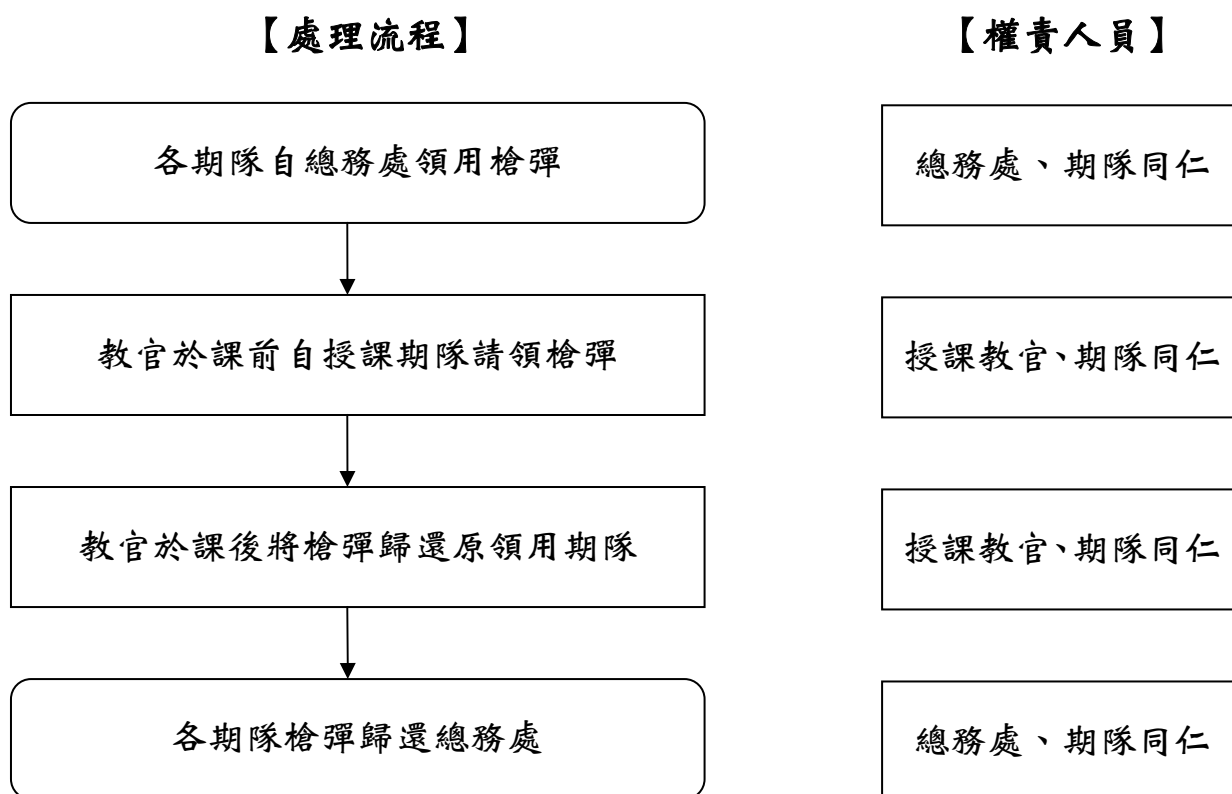 【處理流程】
【權責人員】
各期隊自總務處領用槍彈
總務處、期隊同仁
教官於課前自授課期隊請領槍彈
授課教官、期隊同仁
教官於課後將槍彈歸還原領用期隊
授課教官、期隊同仁
各期隊槍彈歸還總務處
總務處、期隊同仁